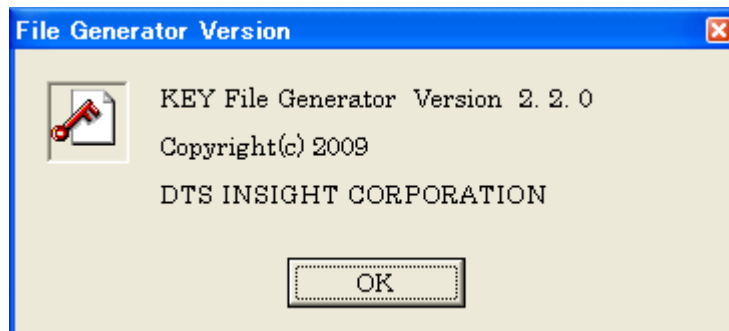 File Generator Version
KEY File Generator Version 2. 2. 0
Copyright(c) 2009
DTS INSIGHT CORPORATION
OK